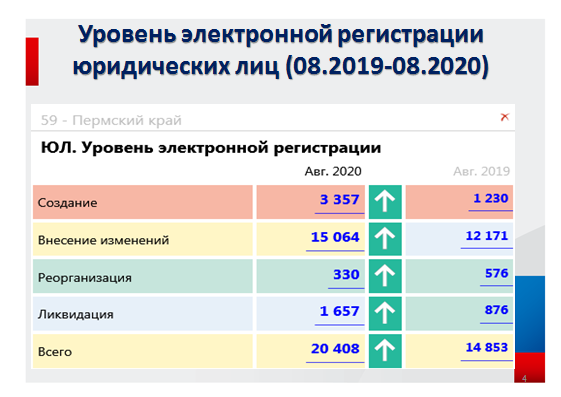 Уровень электронной регистрации
юридических лиц (08.2019-08.2020)
59 - Пермский край
ЮЛ. Уровень электронной регистрации
Авг. 2020 Авг. 2019
Создание 3 357 1 230
Внесение изменений 15 064 12 171
Реорганизация 330 576
Ликвидация 1 657 876
Всего 20 408 14 853
4